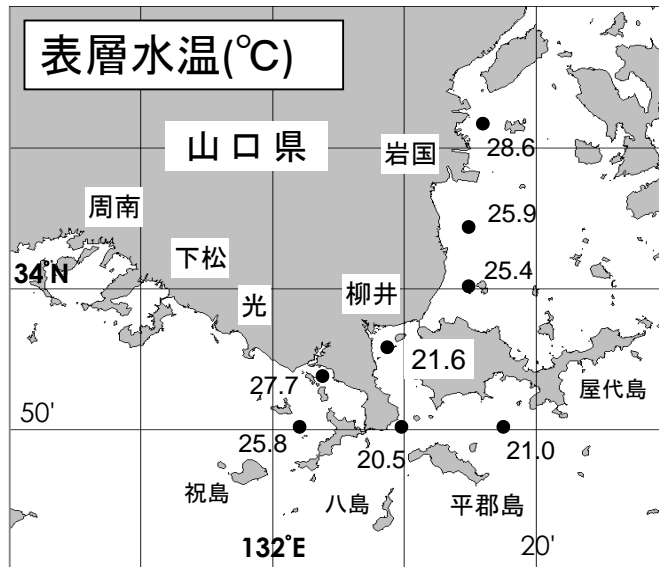 表層水温(℃)
山口県
岩国
28.6
周南
25.9
下松
34°N
25.4
光
柳井
21.6
27.7
屋代島
50'
25.8
20.5
21.0
祝島
八島
平郡島
132°E
20'